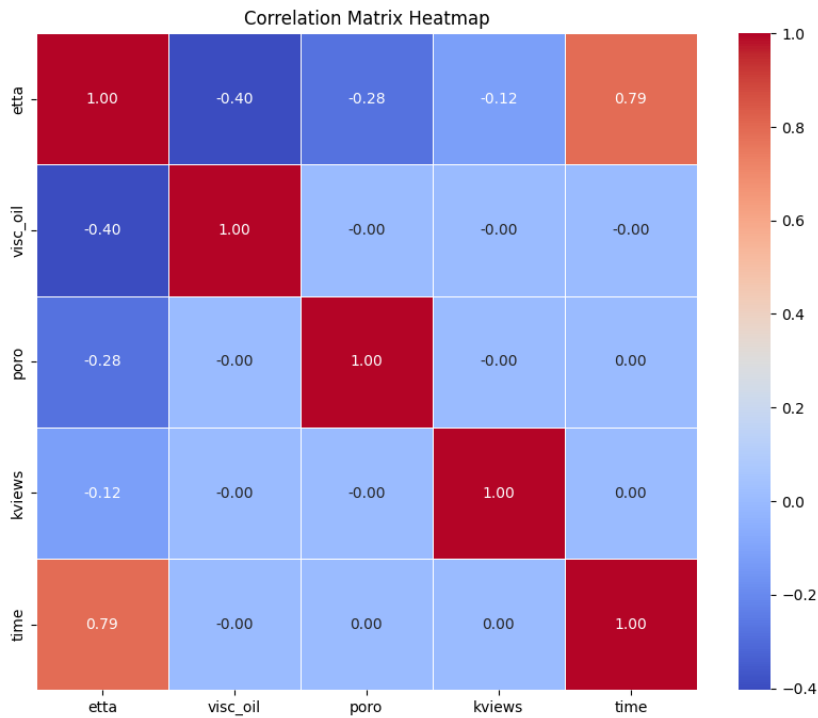 Correlation Matrix Heatmap
etta 1.00 -0.40 -0.28 -0.12 0.79
visc_oil -0.40 1.00 -0.00 -0.00 -0.00
poro -0.28 -0.00 1.00 -0.00 0.00
kviews -0.12 -0.00 -0.00 1.00 0.00
time 0.79 -0.00 0.00 0.00 1.00
etta visc_oil poro kviews time
1.0
0.8
0.6
0.4
0.2
0.0
−0.2
−0.4